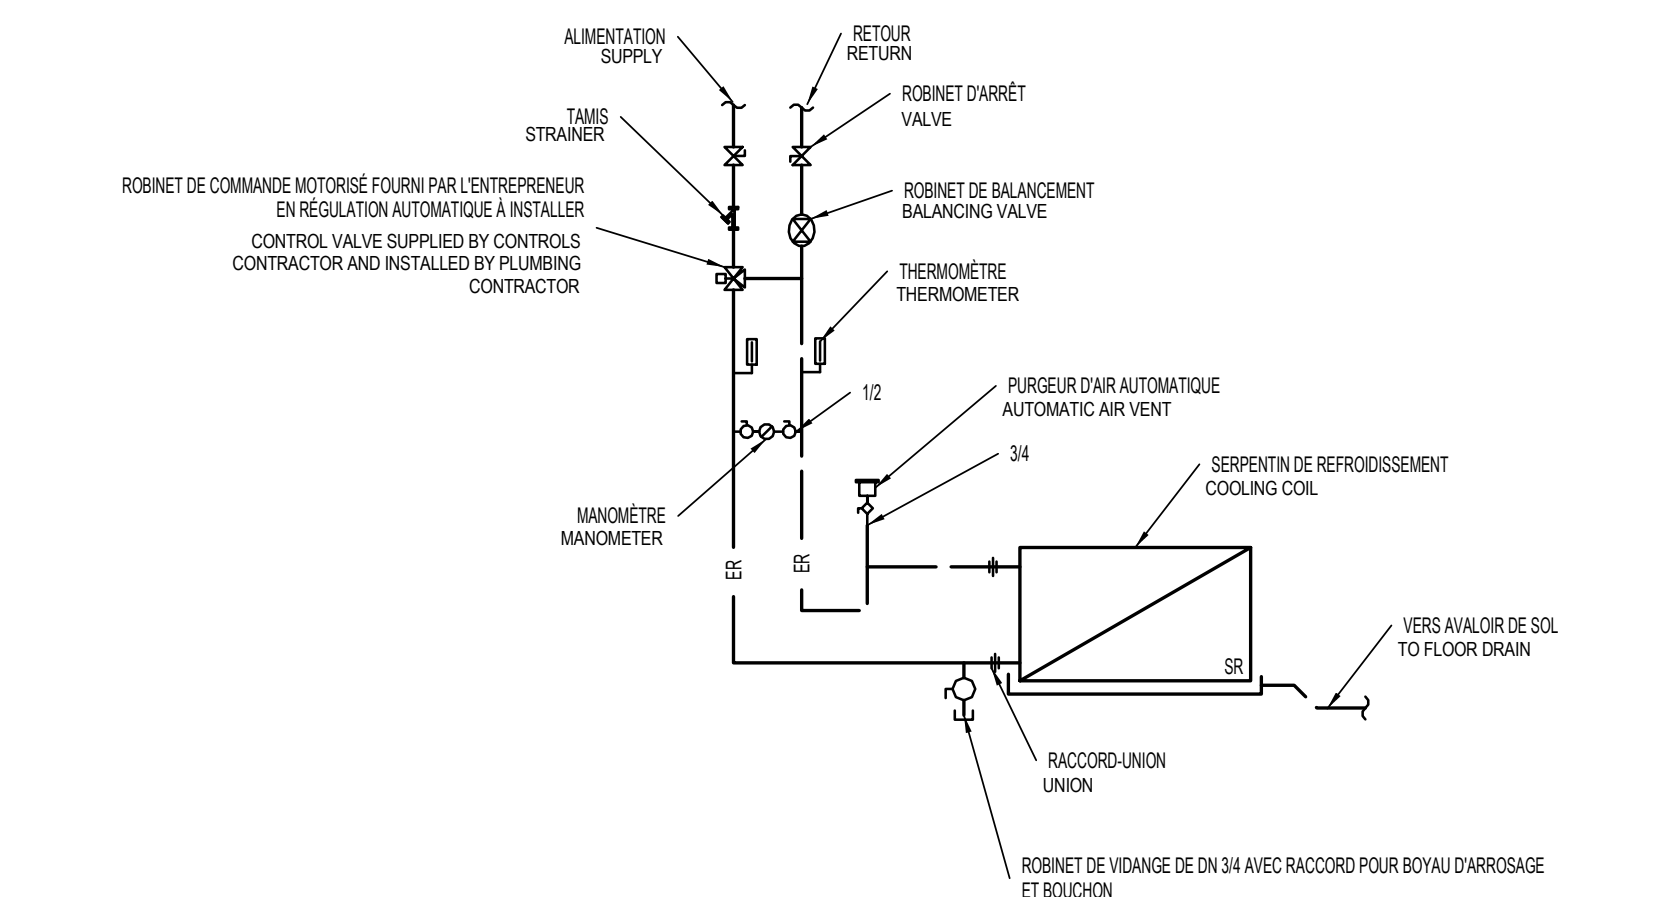 ALIMENTATION
SUPPLY
RETOUR
RETURN
ROBINET D'ARRÊT
VALVE
TAMIS
STRAINER
ROBINET DE COMMANDE MOTORISÉ FOURNI PAR L'ENTREPRENEUR
EN RÉGULATION AUTOMATIQUE À INSTALLER
CONTROL VALVE SUPPLIED BY CONTROLS
CONTRACTOR AND INSTALLED BY PLUMBING
CONTRACTOR
ROBINET DE BALANCEMENT
BALANCING VALVE
THERMOMÈTRE
THERMOMETER
1/2
PURGEUR D'AIR AUTOMATIQUE
AUTOMATIC AIR VENT
3/4
SERPENTIN DE REFROIDISSEMENT
COOLING COIL
MANOMÈTRE
MANOMETER
ER
ER
SR
VERS AVALOIR DE SOL
TO FLOOR DRAIN
RACCORD-UNION
UNION
ROBINET DE VIDANGE DE DN 3/4 AVEC RACCORD POUR BOYAU D'ARROSAGE
ET BOUCHON